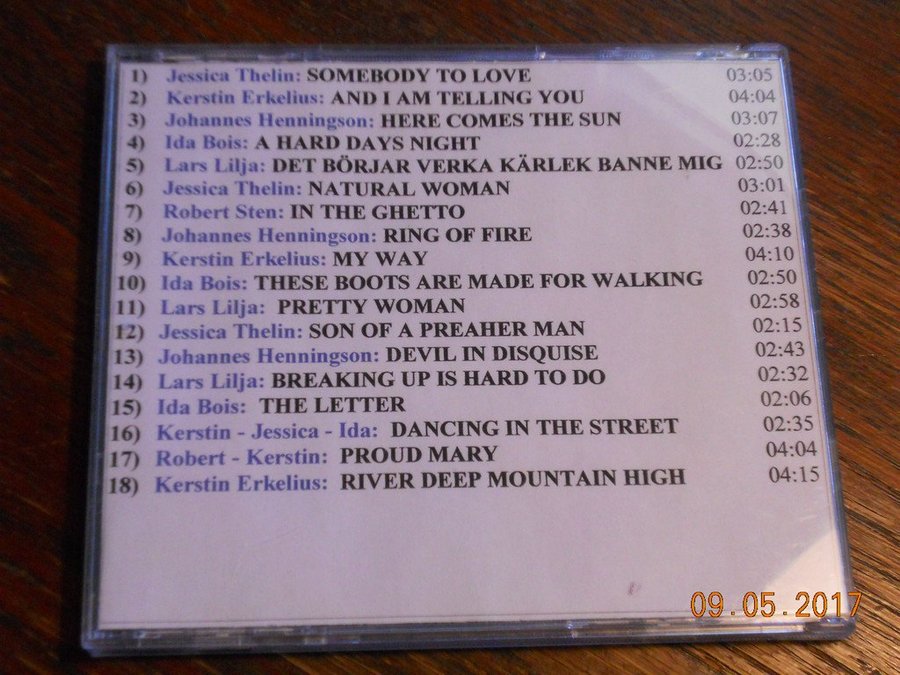 1) Jessica Thelin: SOMEBODY TO LOVE 03:05
2) Kerstin Erkelius: AND I AM TELLING YOU 04:04
3) Johannes Henningson: HERE COMES THE SUN 03:07
4) Ida Bois: A HARD DAYS NIGHT 02:28
5) Lars Lilja: DET BÖRJAR VERKA KÄRLEK BANNE MIG 02:50
6) Jessica Thelin: NATURAL WOMAN 03:01
7) Robert Sten: IN THE GHETTO 02:41
8) Johannes Henningson: RING OF FIRE 02:38
9) Kerstin Erkelius: MY WAY 04:10
10) Ida Bois: THESE BOOTS ARE MADE FOR WALKING 02:50
11) Lars Lilja: PRETTY WOMAN 02:58
12) Jessica Thelin: SON OF A PREAHER MAN 02:15
13) Johannes Henningson: DEVIL IN DISQUISE 02:43
14) Lars Lilja: BREAKING UP IS HARD TO DO 02:32
15) Ida Bois: THE LETTER 02:06
16) Kerstin - Jessica - Ida: DANCING IN THE STREET 02:35
17) Robert - Kerstin: PROUD MARY 04:04
18) Kerstin Erkelius: RIVER DEEP MOUNTAIN HIGH 04:15
09.05.2017